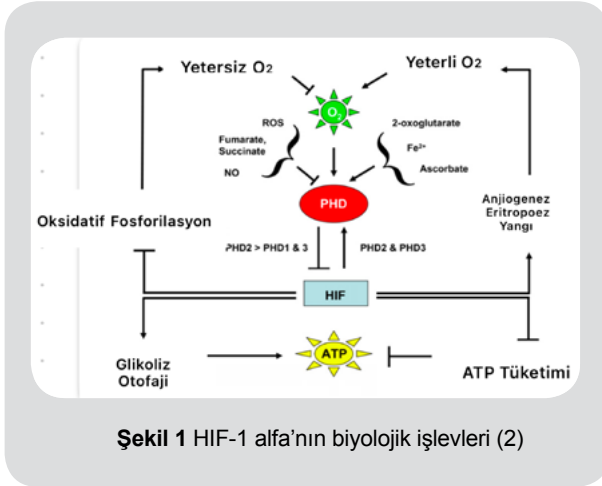 Yetersiz O2
Yeterli O2
O2
ROS
Fumarate,
Succinate
NO
2-oxoglutarate
Fe²⁺
Ascorbate
PHD
Oksidatif Fosforilasyon
Anjiogenez
Eritropoez
Yangı
PHD2 > PHD1 & 3
PHD2 & PHD3
HIF
Glikoliz
Otofaji
ATP
ATP Tüketimi
Şekil 1 HIF-1 alfa’nın biyolojik işlevleri (2)